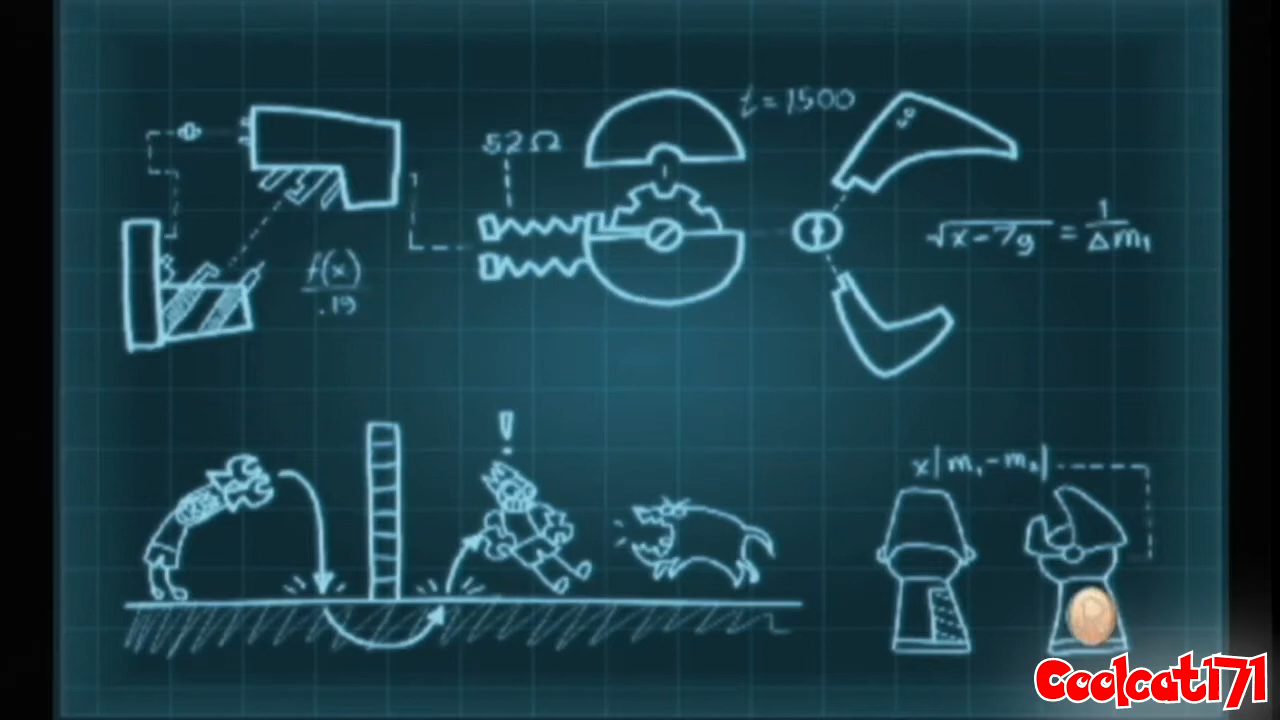 t = 1500
52Ω
√x-7g = 1/Δm₁
f(x)
.19
!
x|m₁-m₂|
R
Coolcat171